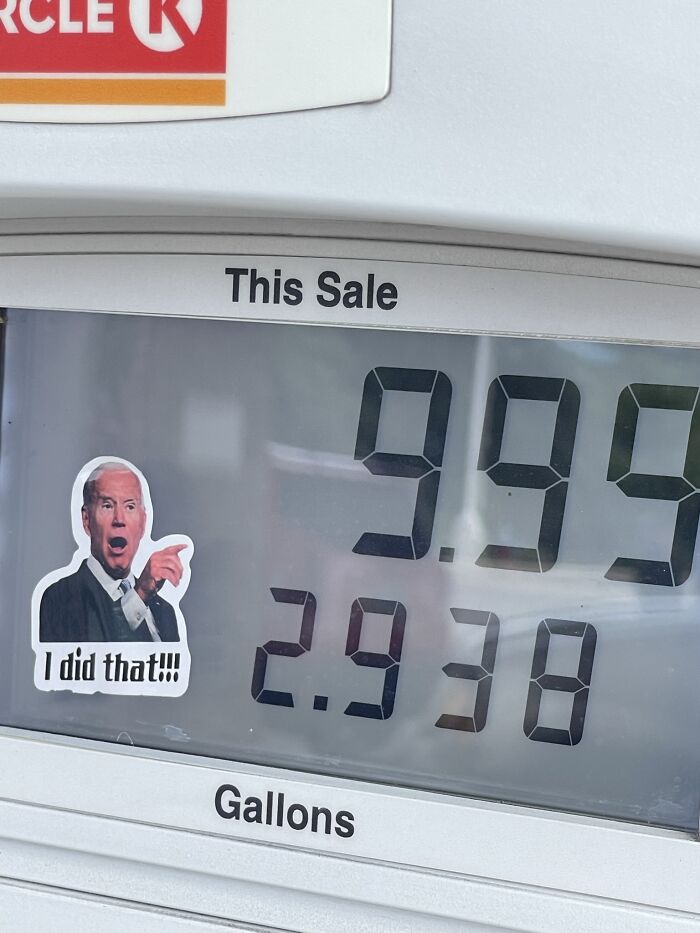 RCLE K
This Sale
9.99
I did that!!!
2.938
Gallons